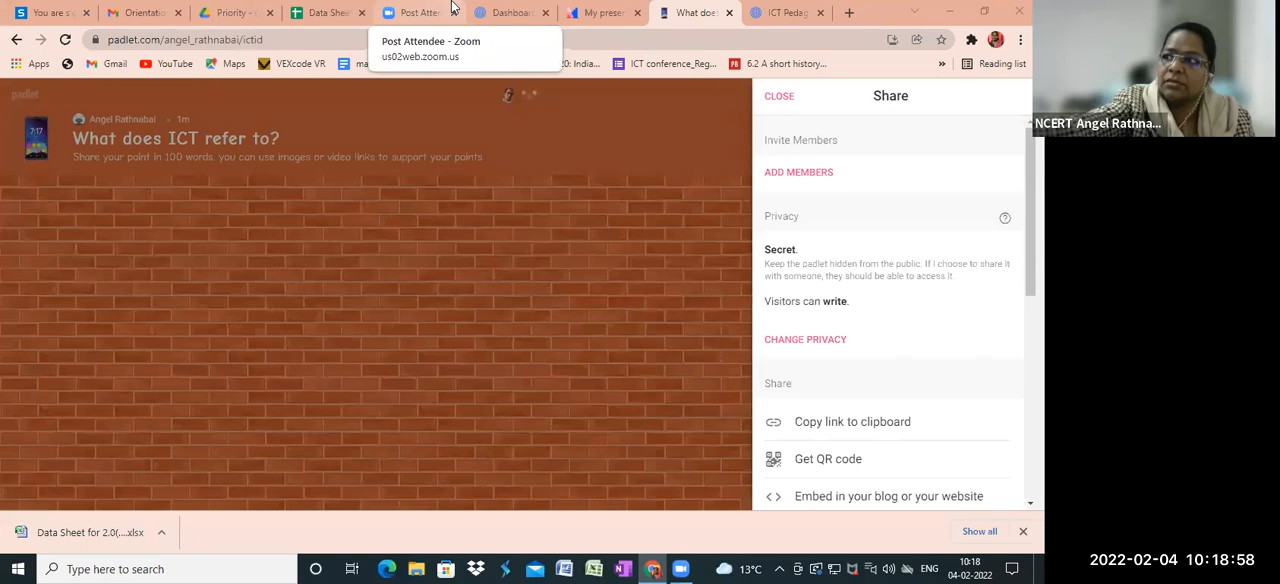 You are s
Orientatio
Priority - G
Data Shee
Post Atten
Dashboard
My presen
What does
ICT Pedag
padlet.com/angel_rathnabai/ictid
Post Attendee - Zoom
us02web.zoom.us
Apps
Gmail
YouTube
Maps
VEXcode VR
ma
20: India...
ICT conference_Reg...
6.2 A short history...
»
Reading list
padlet
Angel Rathnabai • 1m
What does ICT refer to?
Share your point in 100 words, you can use images or video links to support your points
7:17
CLOSE
Share
Invite Members
ADD MEMBERS
Privacy
Secret.
Keep the padlet hidden from the public. If I choose to share it
with someone, they should be able to access it.
Visitors can write.
CHANGE PRIVACY
Share
Copy link to clipboard
Get QR code
Embed in your blog or your website
NCERT Angel Rathna...
Data Sheet for 2.0(....xlsx
Show all
Type here to search
13°C
ENG
10:18
04-02-2022
2022-02-04 10:18:58